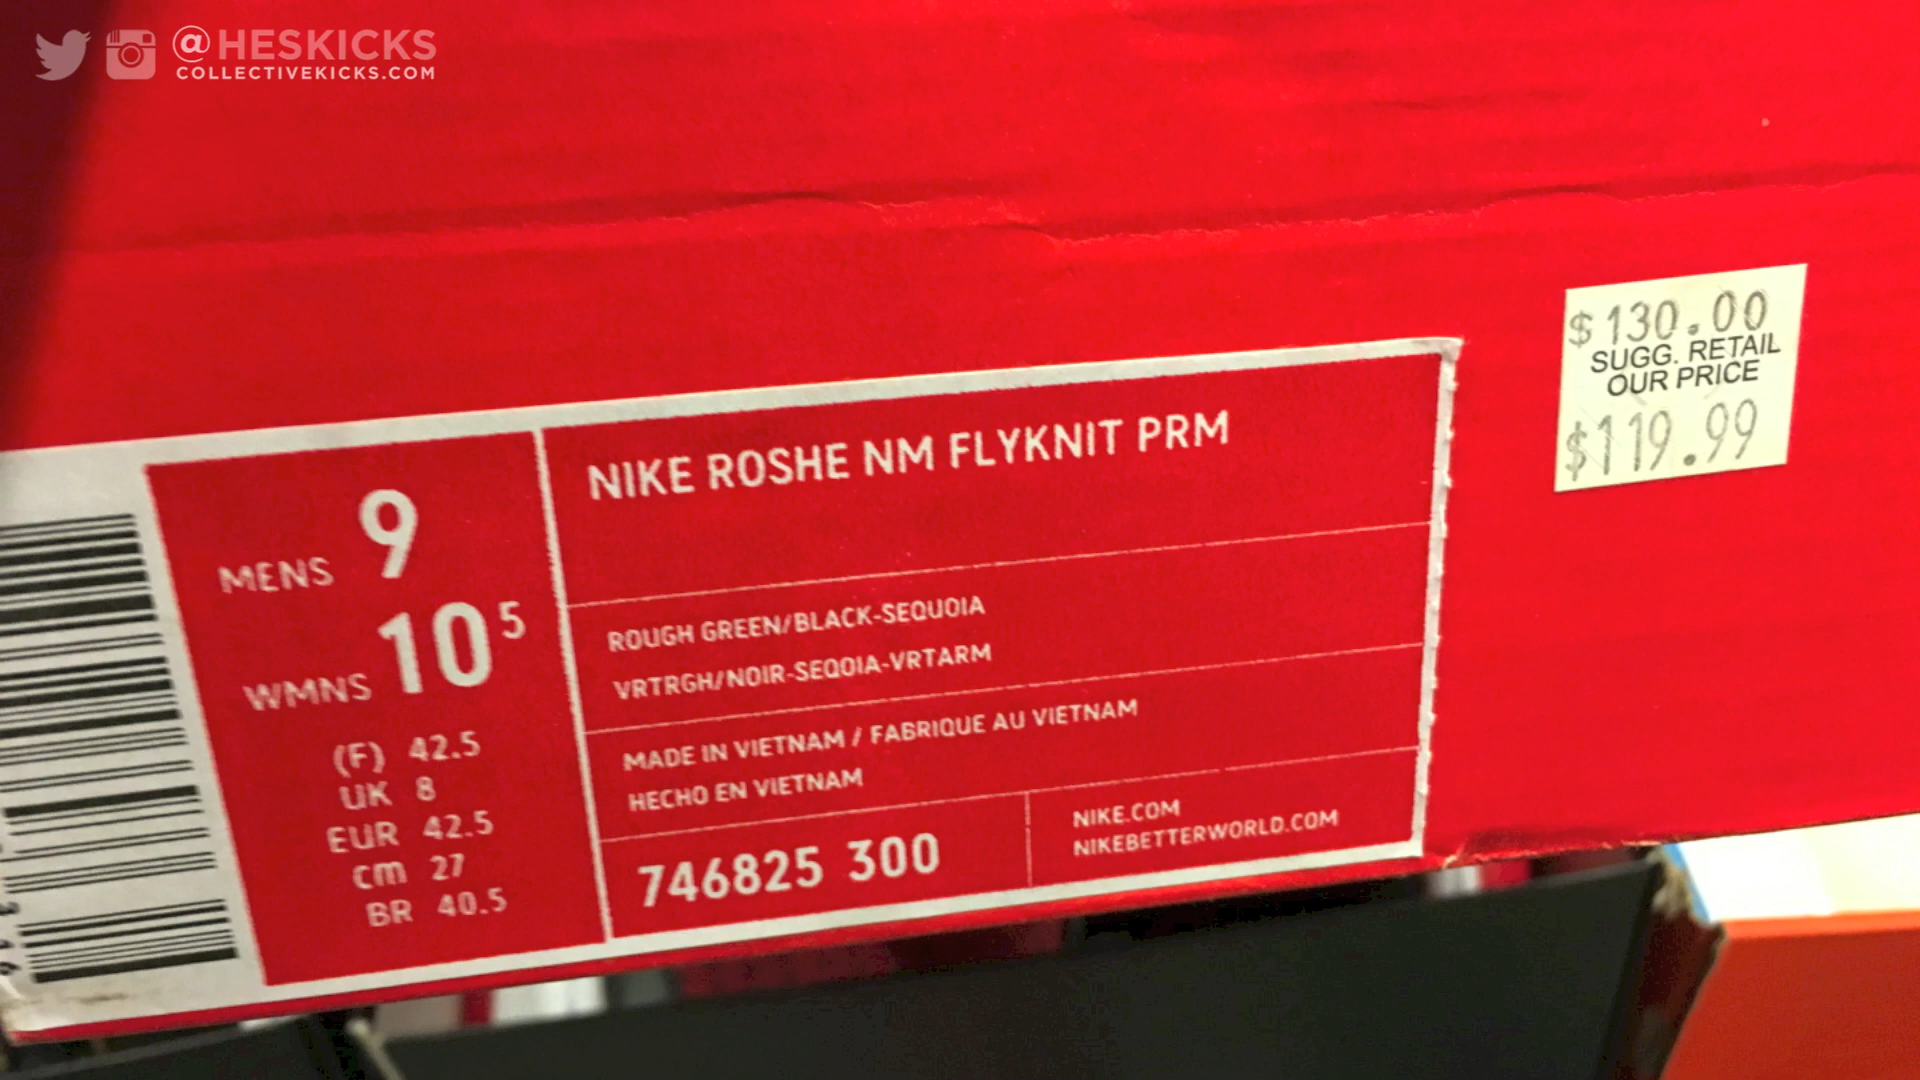 @HESKICKS
COLLECTIVEKICKS.COM
$130.00
SUGG. RETAIL
OUR PRICE
$119.99
MENS 9
WMNS 10 5
(F) 42.5
UK 8
EUR 42.5
cm 27
BR 40.5
NIKE ROSHE NM FLYKNIT PRM
ROUGH GREEN/BLACK-SEQUOIA
VRTRGH/NOIR-SEQOIA-VRTARM
MADE IN VIETNAM / FABRIQUE AU VIETNAM
HECHO EN VIETNAM
746825 300
NIKE.COM
NIKEBETTERWORLD.COM